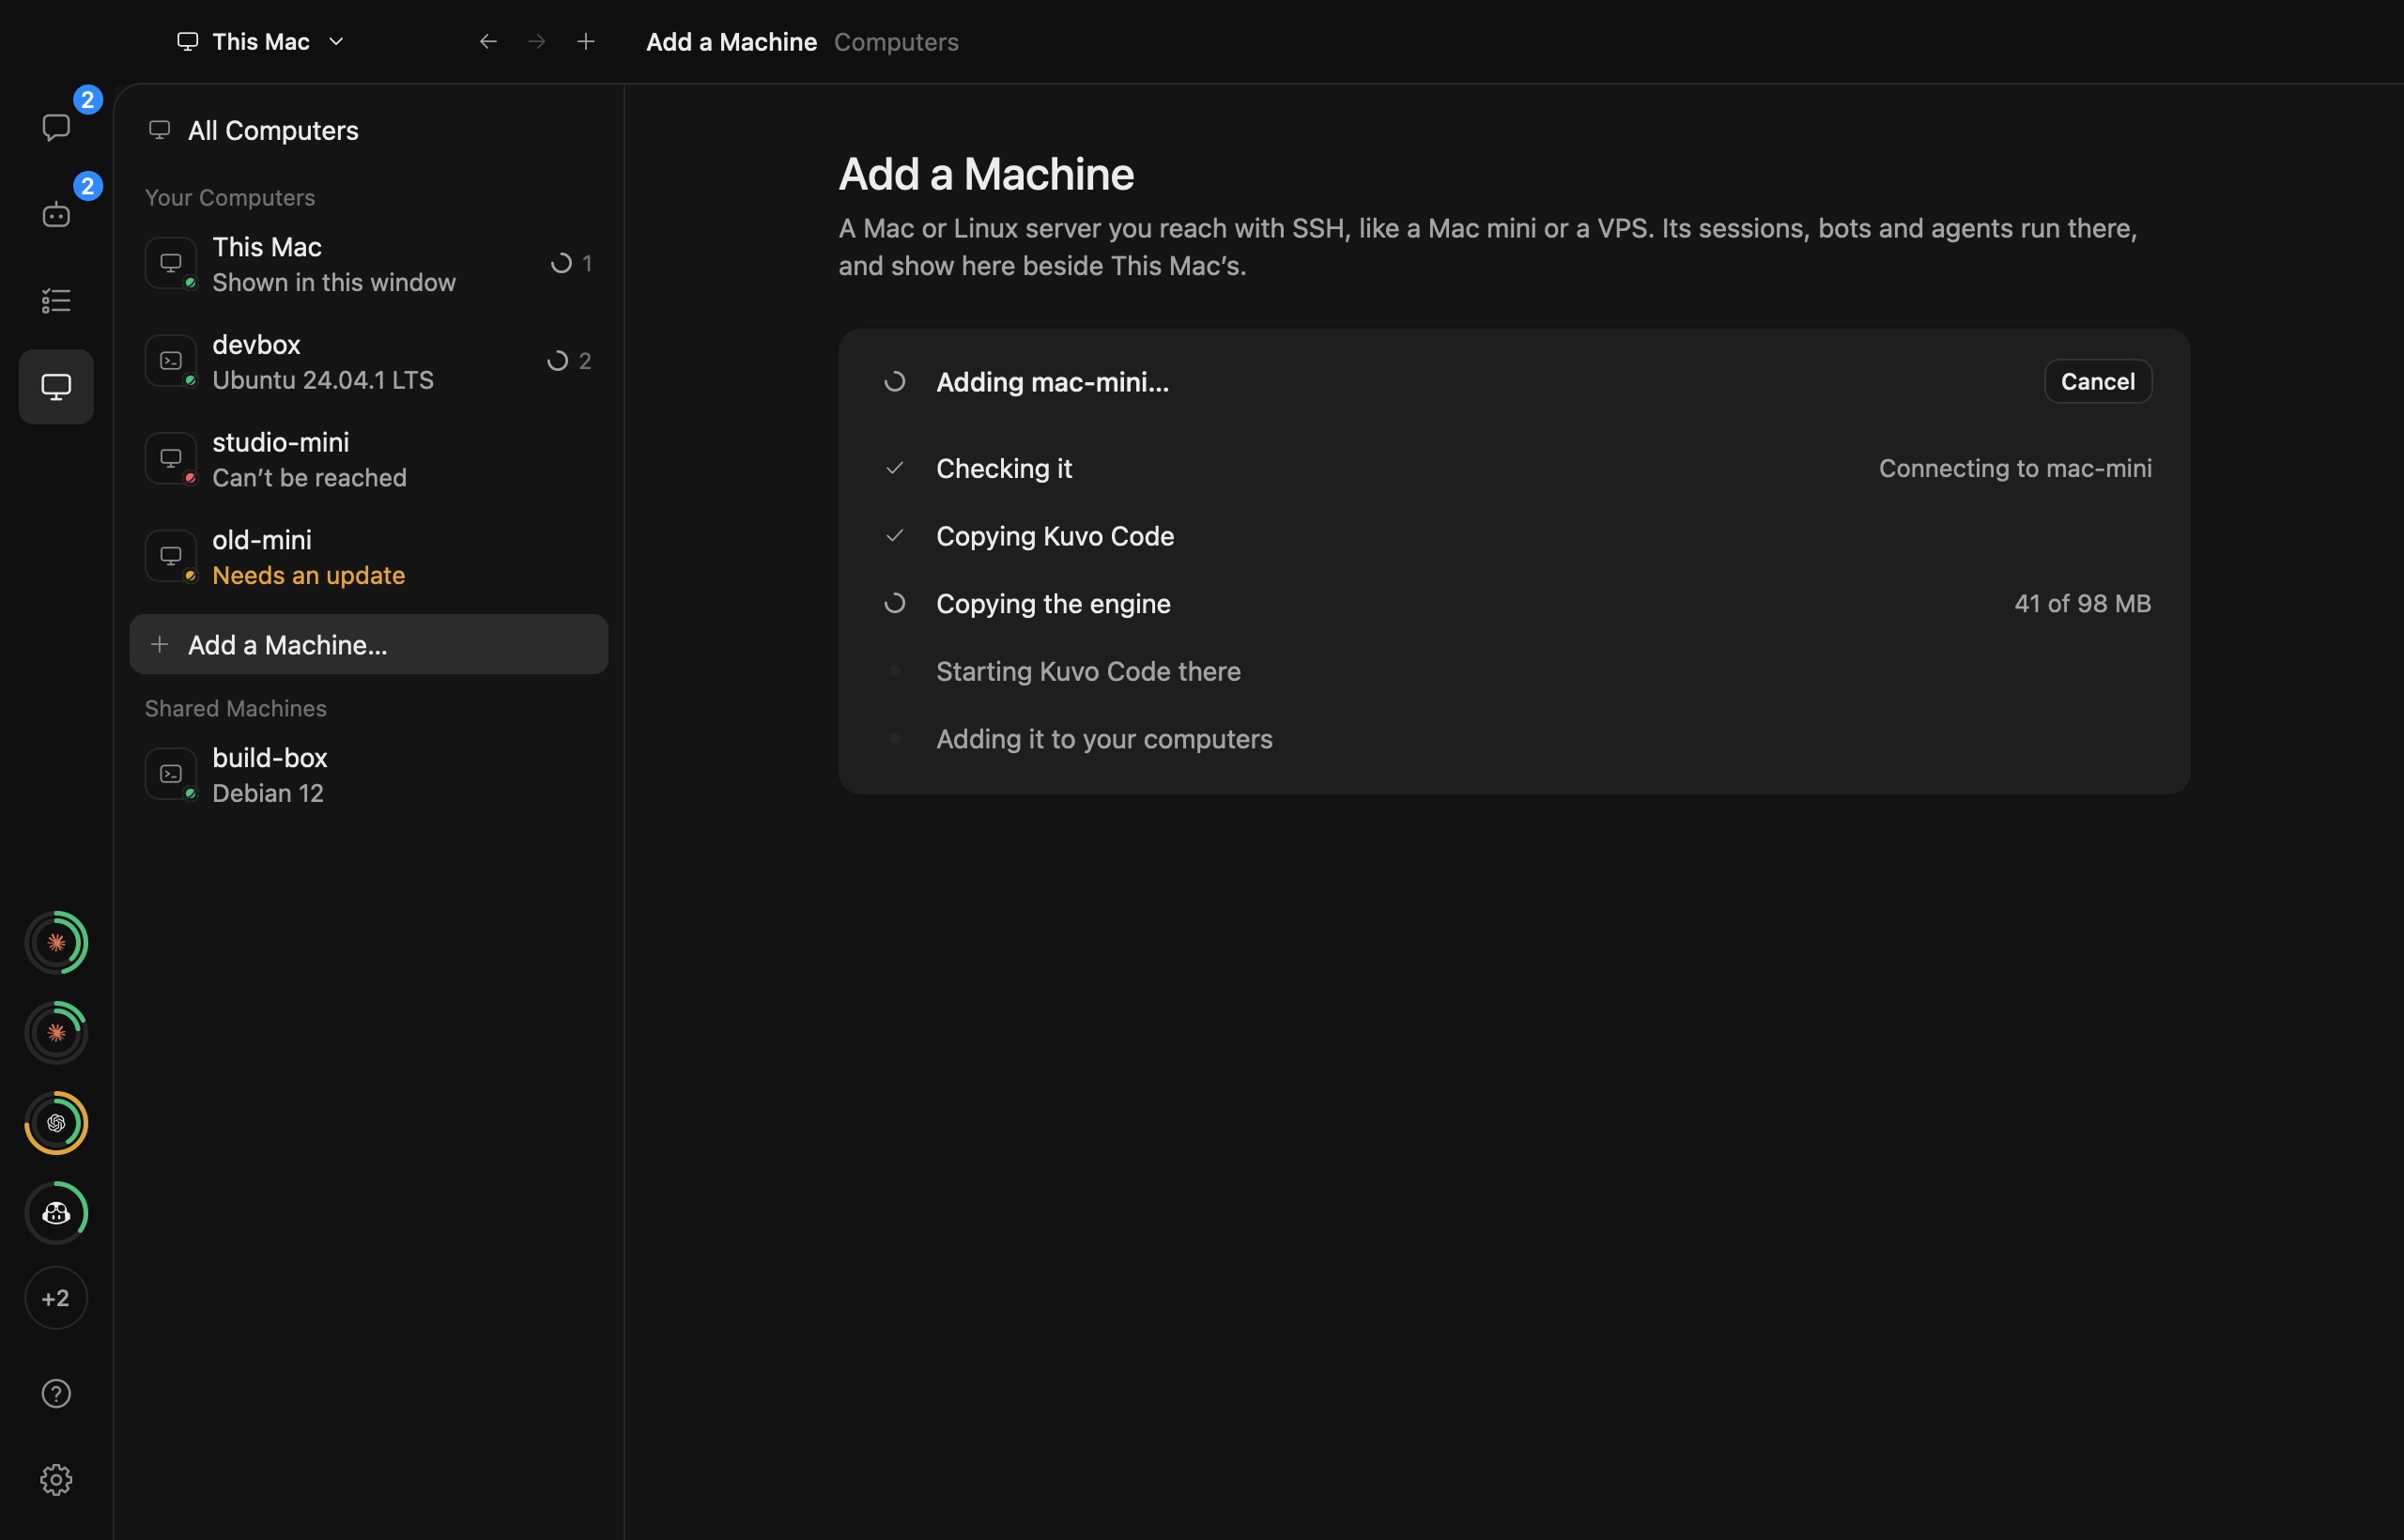 This Mac
Add a Machine Computers
2
2
All Computers
Your Computers
This Mac
Shown in this window
1
devbox
Ubuntu 24.04.1 LTS
2
studio-mini
Can’t be reached
old-mini
Needs an update
Add a Machine...
Shared Machines
build-box
Debian 12
+2
Add a Machine
A Mac or Linux server you reach with SSH, like a Mac mini or a VPS. Its sessions, bots and agents run there,
and show here beside This Mac’s.
Adding mac-mini...
Cancel
Checking it
Connecting to mac-mini
Copying Kuvo Code
Copying the engine
41 of 98 MB
Starting Kuvo Code there
Adding it to your computers